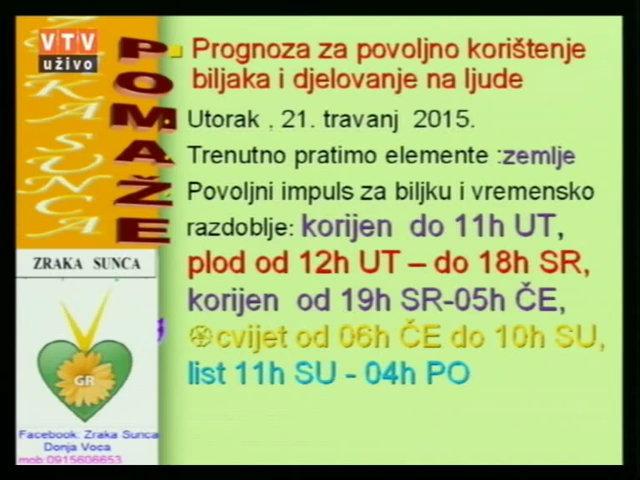 VTV
uživo
POMAŽE
ZRAKA SUNCA
Prognoza za povoljno korištenje
biljaka i djelovanje na ljude
Utorak , 21. travanj 2015.
Trenutno pratimo elemente :zemlje
Povoljni impuls za biljku i vremensko
razdoblje: korijen do 11h UT,
plod od 12h UT – do 18h SR,
korijen od 19h SR-05h ČE,
cvijet od 06h ČE do 10h SU,
list 11h SU - 04h PO
ZRAKA SUNCA
GR
Facebook: Zraka Sunca
Donja Voca
mob:0915606653